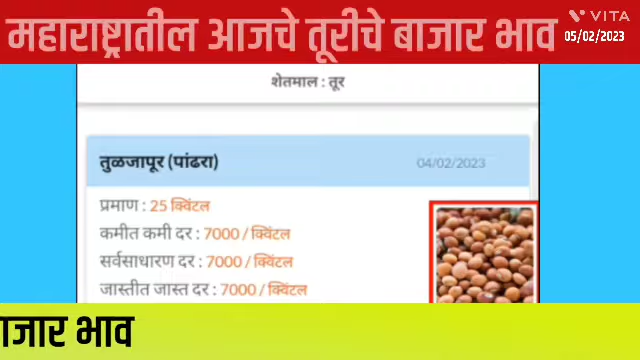 महाराष्ट्रातील आजचे तूरीचे बाजार भाव
VITA
05/02/2023
शेतमाल : तूर
तुळजापूर (पांढरा)
04/02/2023
प्रमाण : 25 क्विंटल
कमीत कमी दर : 7000 / क्विंटल
सर्वसाधारण दर : 7000 / क्विंटल
जास्तीत जास्त दर : 7000 / क्विंटल
ाजार भाव